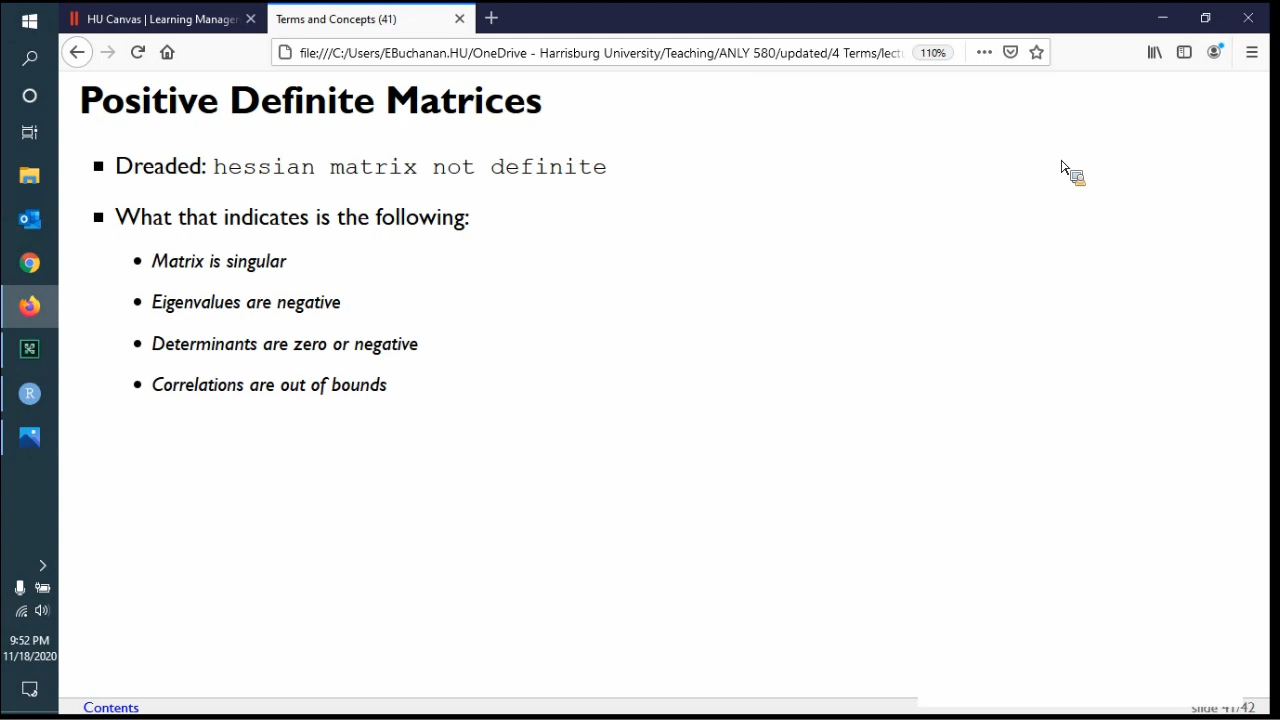 HU Canvas | Learning Manage
Terms and Concepts (41)
file:///C:/Users/EBuchanan.HU/OneDrive - Harrisburg University/Teaching/ANLY 580/updated/4 Terms/lect
110%
Positive Definite Matrices
Dreaded: hessian matrix not definite
What that indicates is the following:
Matrix is singular
Eigenvalues are negative
Determinants are zero or negative
Correlations are out of bounds
9:52 PM
11/18/2020
Contents
slide 41/42